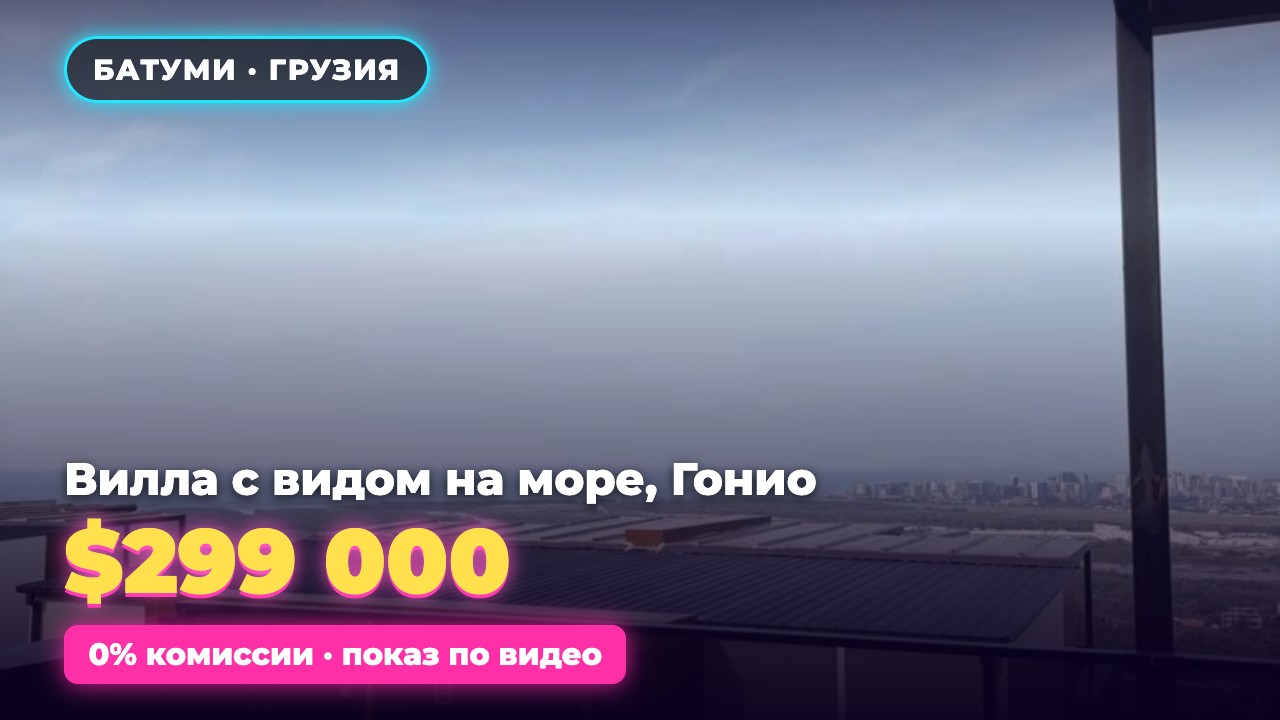 БАТУМИ • ГРУЗИЯ
Вилла с видом на море, Гонио
$299 000
0% комиссии • показ по видео